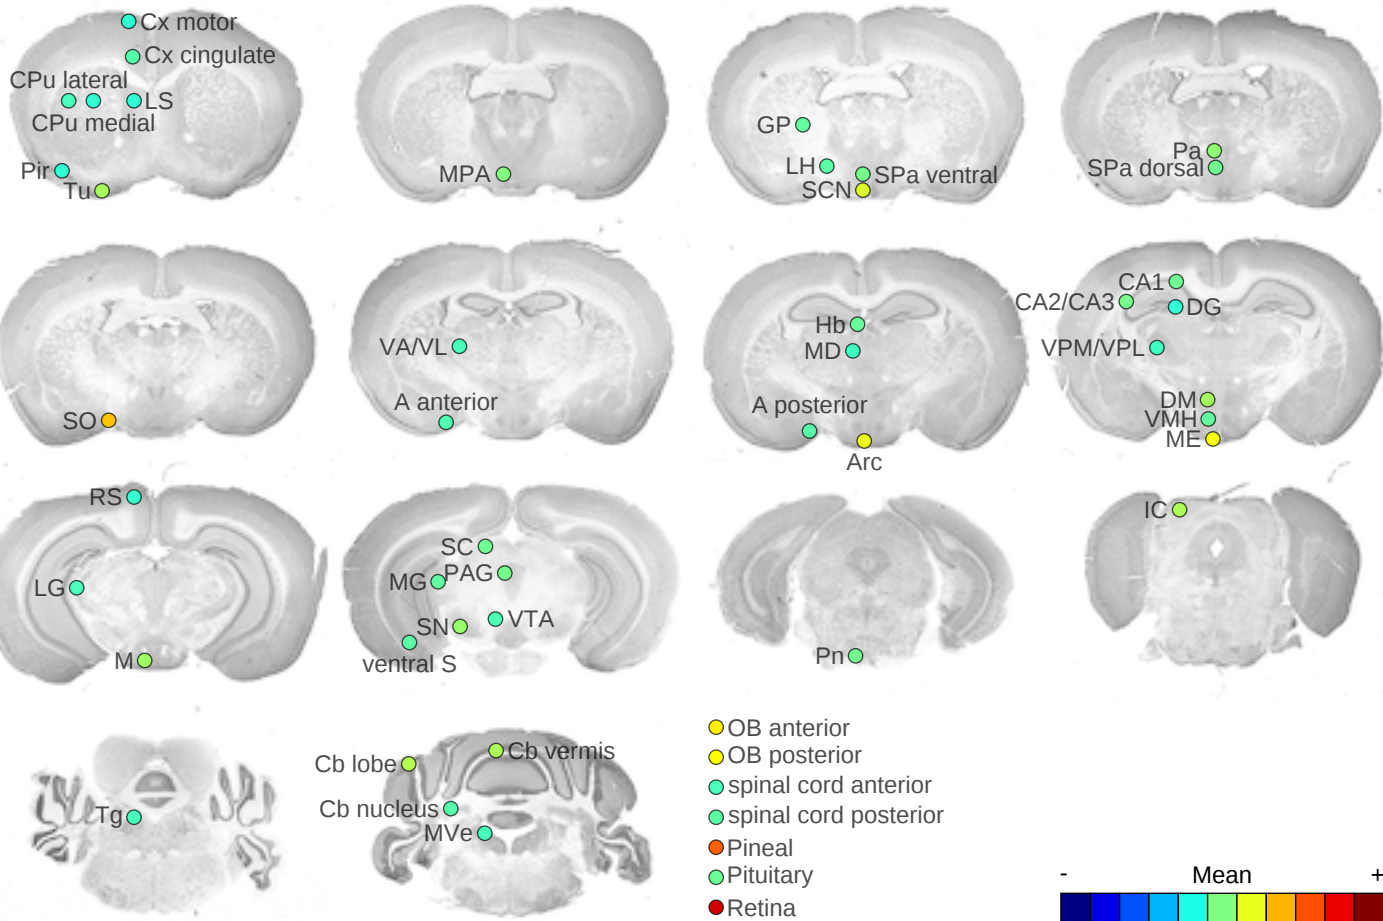 Cx motor
Cx cingulate
CPu lateral
LS
CPu medial
Pir
Tu
MPA
GP
LH
SPa ventral
SCN
Pa
SPa dorsal
SO
VA/VL
A anterior
Hb
MD
A posterior
Arc
CA1
CA2/CA3
DG
VPM/VPL
DM
VMH
ME
RS
LG
M
SC
MG
PAG
SN
VTA
ventral S
Pn
IC
Tg
Cb lobe
Cb vermis
Cb nucleus
MVe
OB anterior
OB posterior
spinal cord anterior
spinal cord posterior
Pineal
Pituitary
Retina
- Mean +